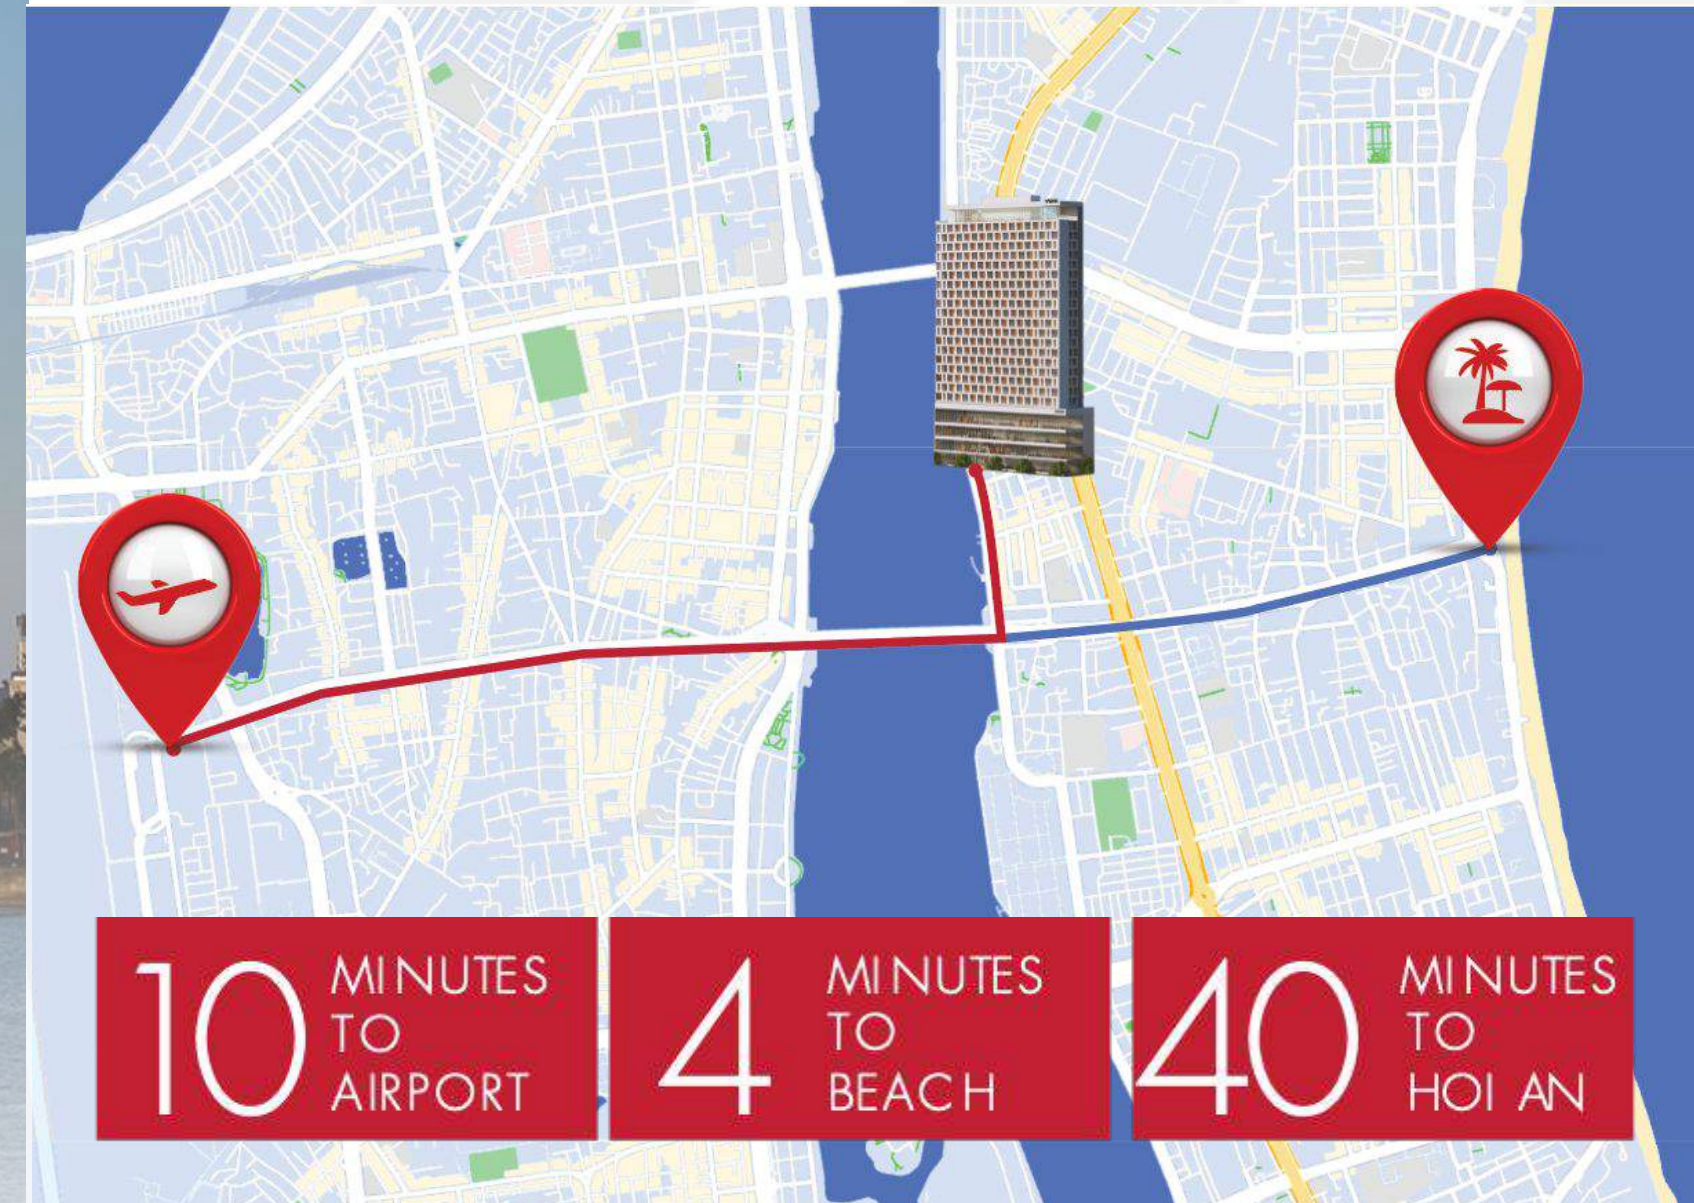 10 MINUTES
TO
AIRPORT
4 MINUTES
TO
BEACH
40 MINUTES
TO
HOI AN